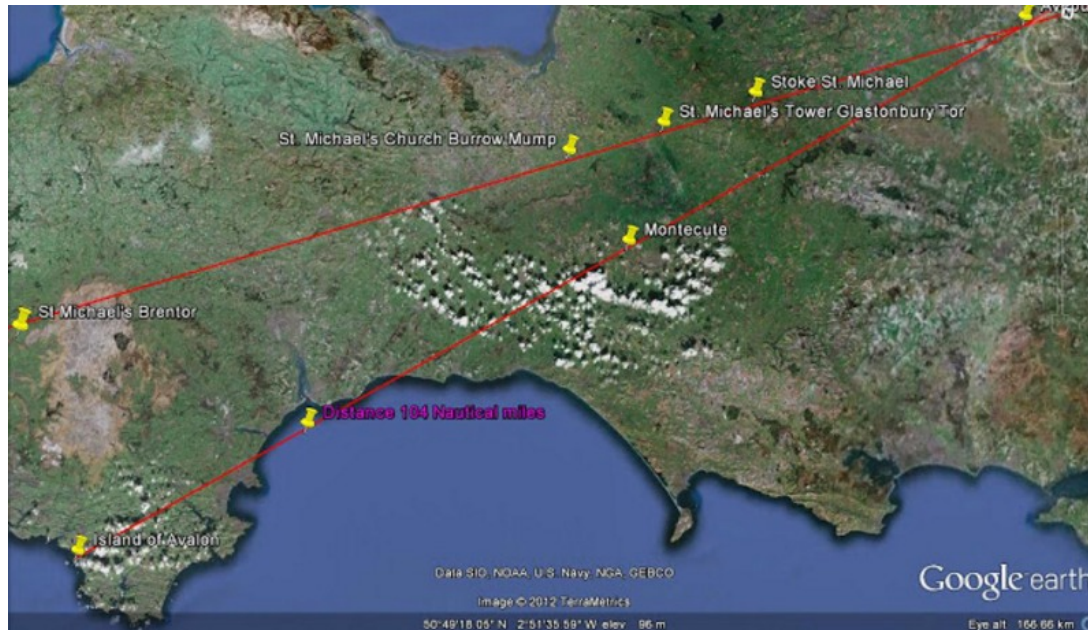 Stoke St. Michael
St. Michael's Tower Glastonbury Tor
St. Michael's Church Burrow Mump
Montecute
St Michael's Brentor
Distance 104 Nautical miles
Island of Avalon
Data SIO, NOAA, U.S. Navy, NGA, GEBCO
Google earth
Image © 2012 TerraMetrics
50°49'18.05" N 2°51'35.59" W elev 96 m
Eye alt 166.66 km